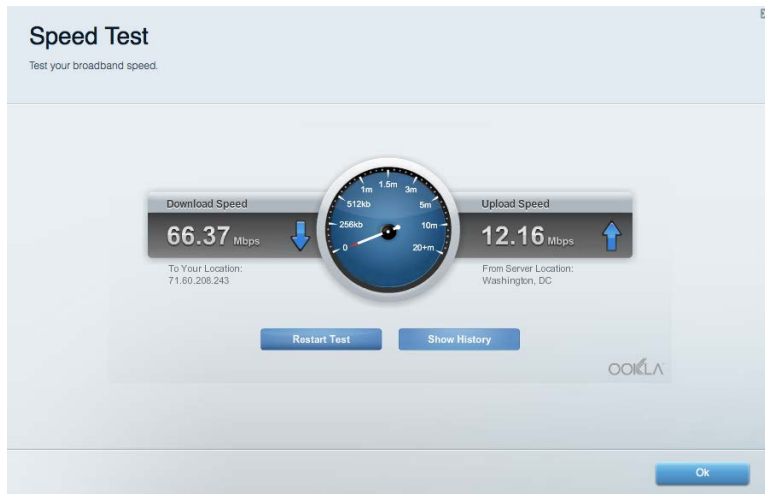 Speed Test
Test your broadband speed.
Download Speed
66.37 Mbps
To Your Location:
71.60.208.243
0
256kb
512kb
1m
1.5m
3m
5m
10m
20+m
Upload Speed
12.16 Mbps
From Server Location:
Washington, DC
Restart Test
Show History
OOKLA
Ok